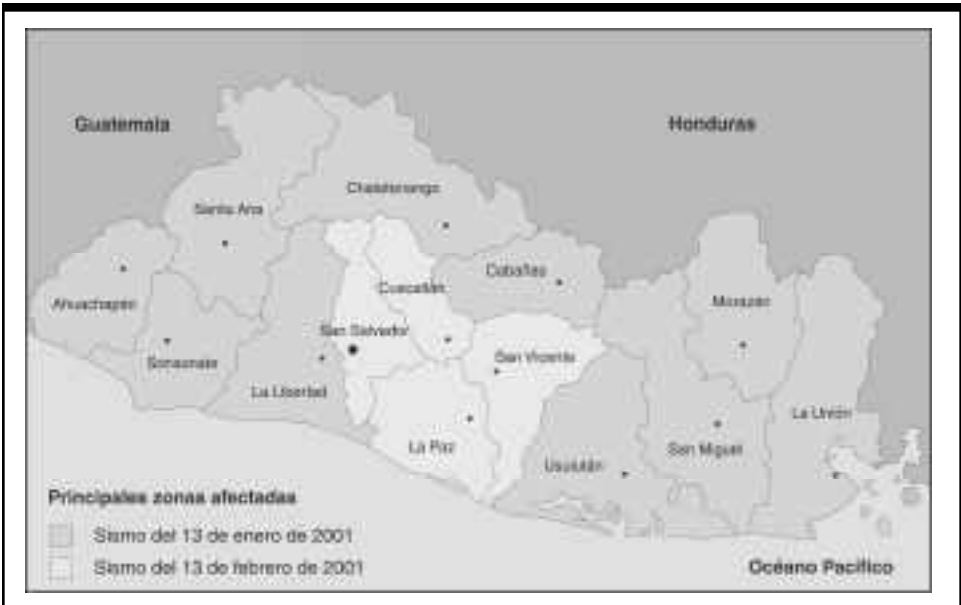 Guatemala
Honduras
Chalatenango
Santa Ana
Cabañas
Cuscatlán
Morazán
Ahuachapán
San Salvador
Sonsonate
San Vicente
La Libertad
La Unión
La Paz
San Miguel
Usulután
Principales zonas afectadas
Sismo del 13 de enero de 2001
Sismo del 13 de febrero de 2001
Océano Pacífico